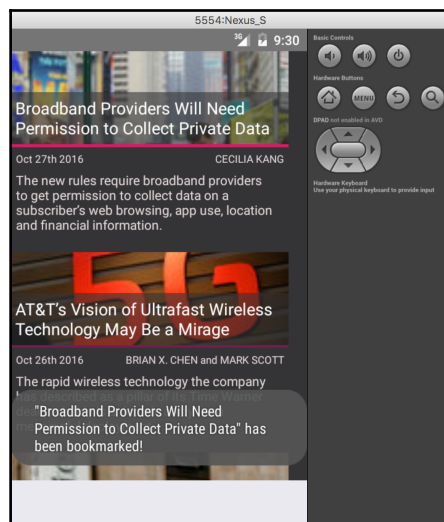 5554:Nexus_S
3G
9:30
Basic Controls
Hardware Buttons
MENU
DPAD not enabled in AVD
Hardware Keyboard
Use your physical keyboard to provide input
Broadband Providers Will Need
Permission to Collect Private Data
Oct 27th 2016 CECILIA KANG
The new rules require broadband providers
to get permission to collect data on a
subscriber's web browsing, app use, location
and financial information.
5G
AT&T's Vision of Ultrafast Wireless
Technology May Be a Mirage
Oct 26th 2016 BRIAN X. CHEN and MARK SCOTT
The rapid wireless technology the company
has described as a pillar of its Time Warner
"Broadband Providers Will Need
Permission to Collect Private Data" has
been bookmarked!